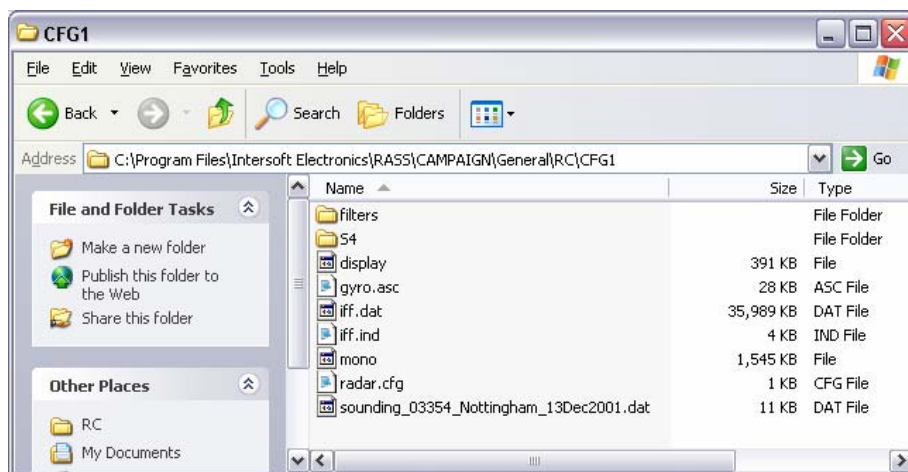 CFG1
File Edit View Favorites Tools Help
Back Search Folders
Address C:\Program Files\Intersoft Electronics\RASS\CAMPAIGN\General\RC\CFG1 Go
File and Folder Tasks
Make a new folder
Publish this folder to
the Web
Share this folder
Other Places
RC
My Documents
Name Size Type
filters File Folder
S4 File Folder
display 391 KB File
gyro.asc 28 KB ASC File
iff.dat 35,989 KB DAT File
iff.ind 4 KB IND File
mono 1,545 KB File
radar.cfg 1 KB CFG File
sounding_03354_Nottingham_13Dec2001.dat 11 KB DAT File